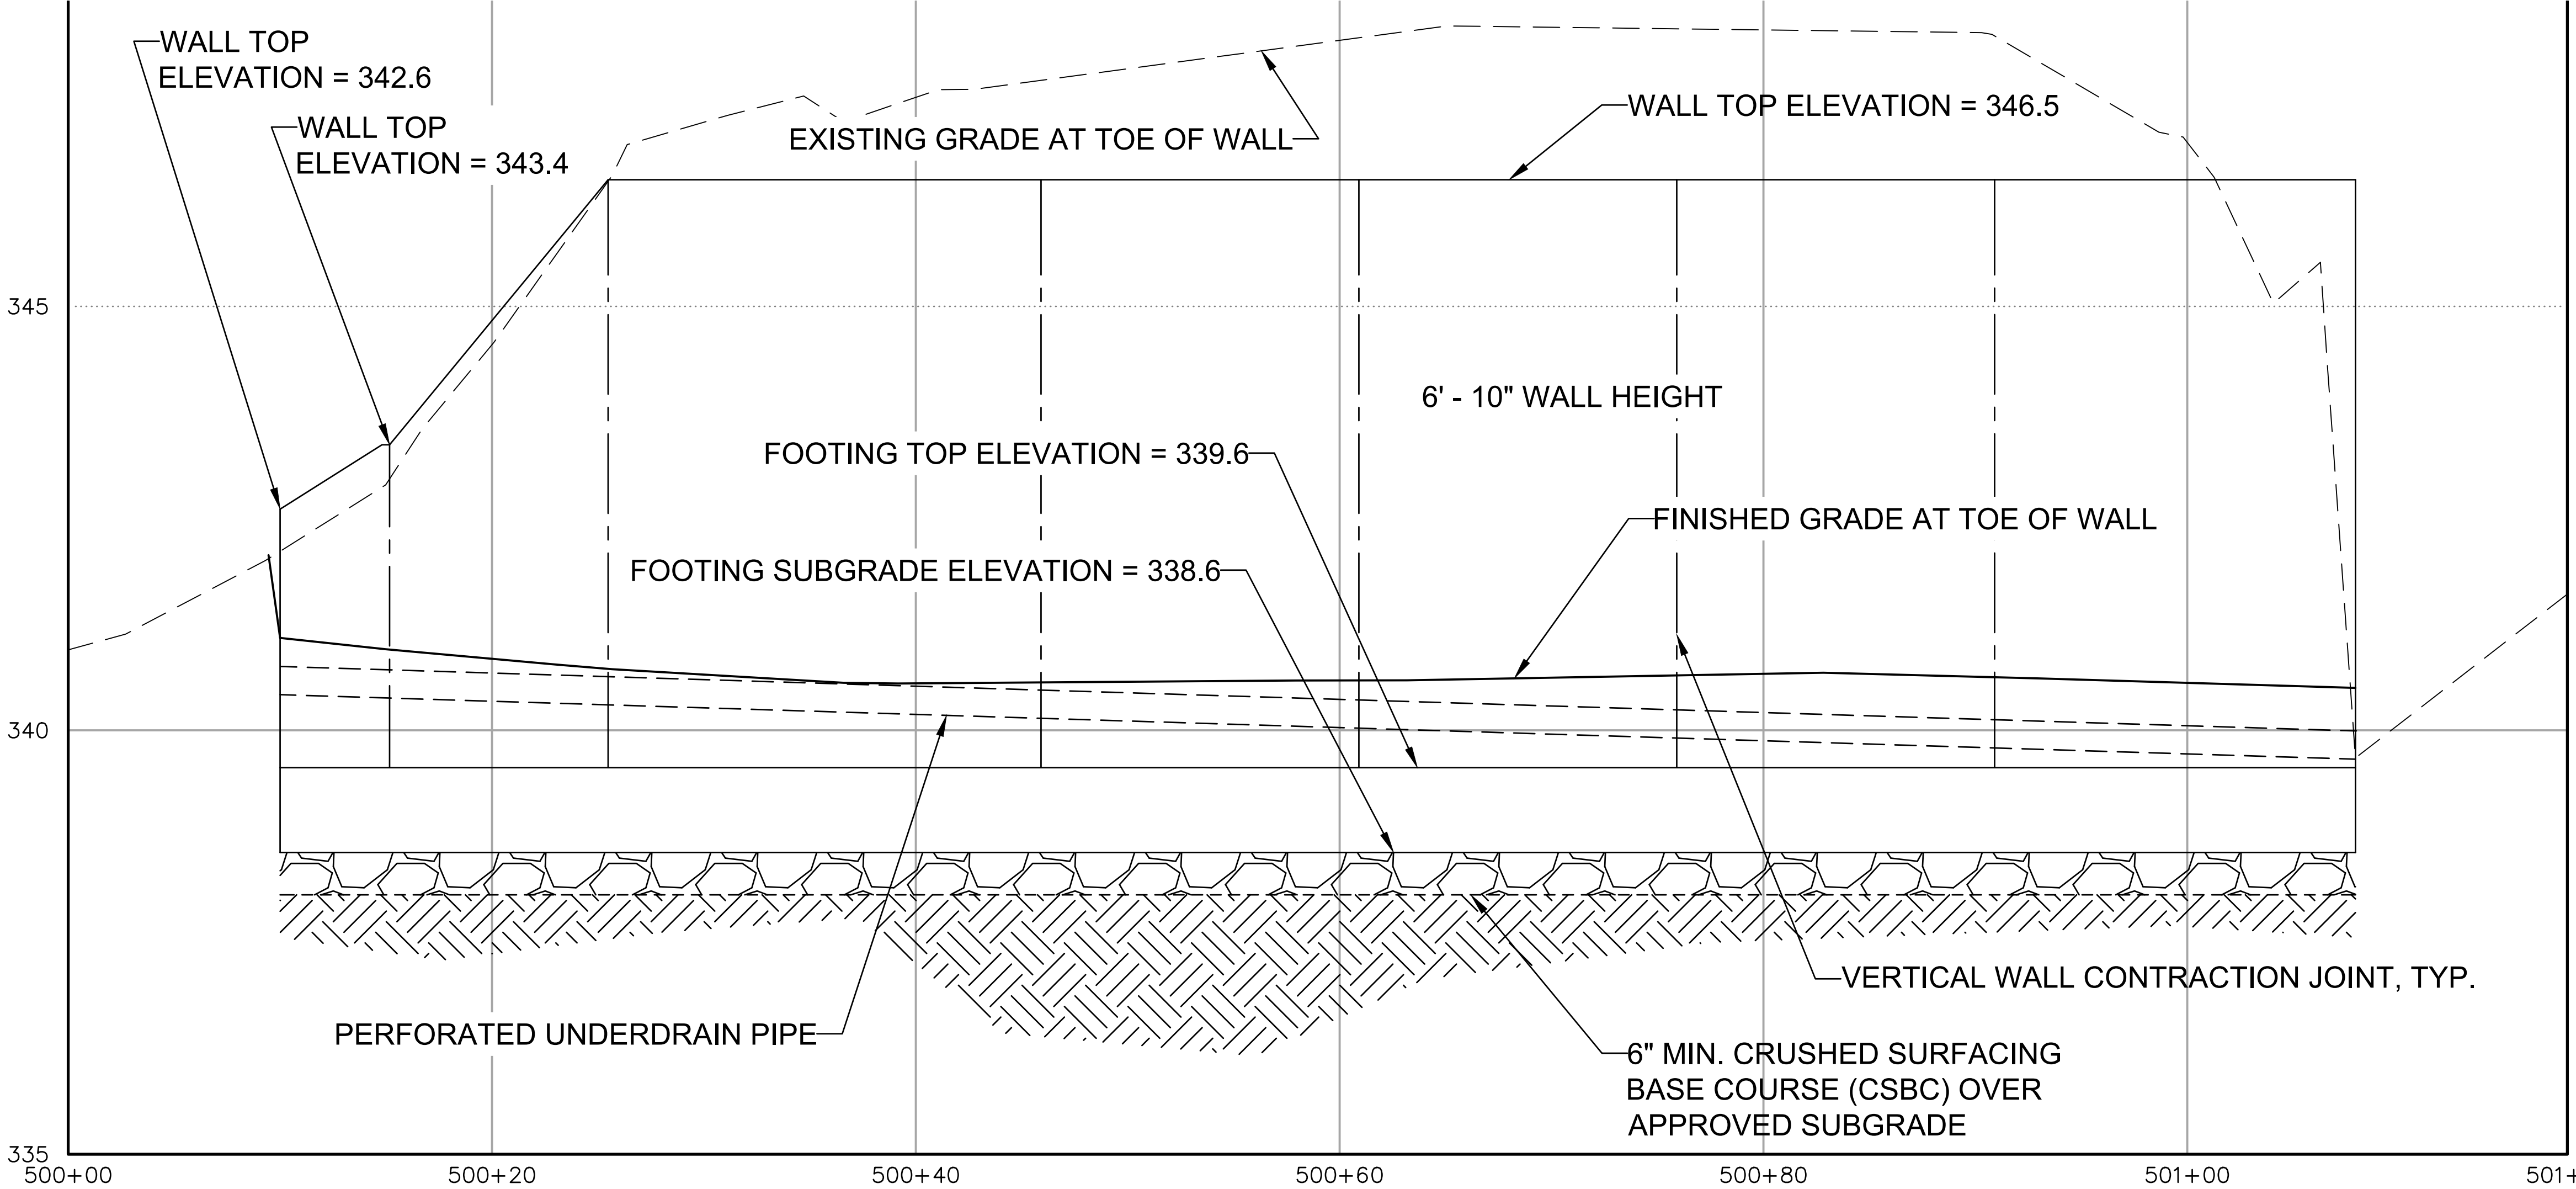 WALL TOP
ELEVATION = 342.6
WALL TOP
ELEVATION = 343.4
EXISTING GRADE AT TOE OF WALL
WALL TOP ELEVATION = 346.5
345
6' - 10" WALL HEIGHT
FOOTING TOP ELEVATION = 339.6
FINISHED GRADE AT TOE OF WALL
FOOTING SUBGRADE ELEVATION = 338.6
340
VERTICAL WALL CONTRACTION JOINT, TYP.
PERFORATED UNDERDRAIN PIPE
6" MIN. CRUSHED SURFACING
BASE COURSE (CSBC) OVER
APPROVED SUBGRADE
335
500+00 500+20 500+40 500+60 500+80 501+00 501+